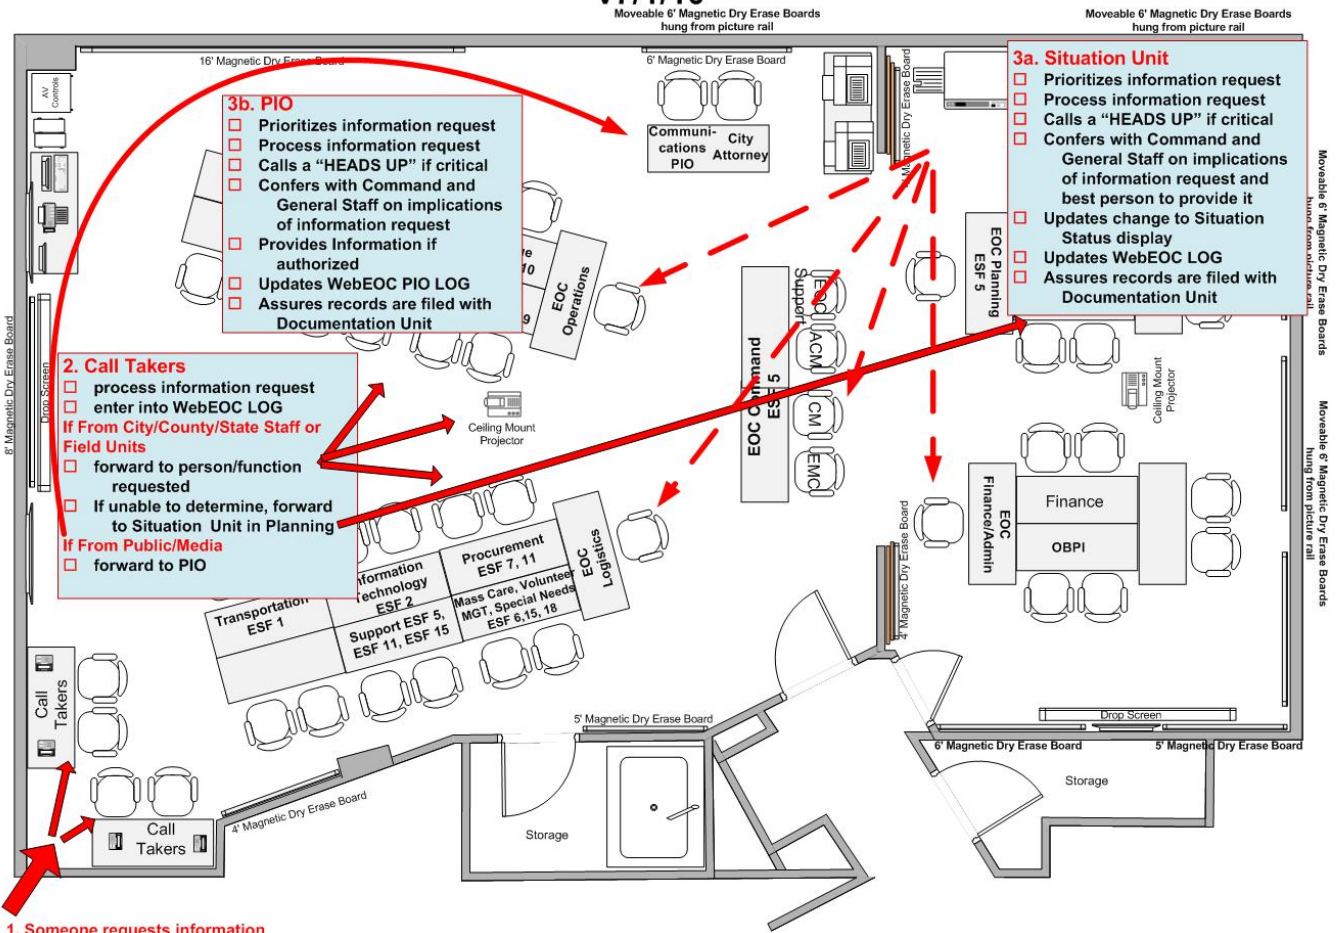 Moveable 6' Magnetic Dry Erase Boards
hung from picture rail
Moveable 6' Magnetic Dry Erase Boards
hung from picture rail
16' Magnetic Dry Erase Board
6' Magnetic Dry Erase Board
Magnetic Dry Erase Board
AV
Controls
3b. PIO
Prioritizes information request
Process information request
Calls a “HEADS UP” if critical
Confers with Command and
General Staff on implications
of information request
Provides Information if
authorized
Updates WebEOC PIO LOG
Assures records are filed with
Documentation Unit
Communi-
cations
PIO
City
Attorney
3a. Situation Unit
Prioritizes information request
Process information request
Calls a “HEADS UP” if critical
Confers with Command and
General Staff on implications
of information request and
best person to provide it
Updates change to Situation
Status display
Updates WebEOC LOG
Assures records are filed with
Documentation Unit
Moveable 6' Magnetic Dry Erase Boards
hung from picture rail
10
9
EOC
Operations
EOC Planning
ESF 5
EOC
Support
ACM
CM
EMC
EOC Command
ESF 5
8' Magnetic Dry Erase Board
Drop Screen
2. Call Takers
process information request
enter into WebEOC LOG
If From City/County/State Staff or
Field Units
forward to person/function
requested
If unable to determine, forward
to Situation Unit in Planning
If From Public/Media
forward to PIO
Ceiling Mount
Projector
Ceiling Mount
Projector
Moveable 6' Magnetic Dry Erase Boards
hung from picture rail
EOC
Finance/Admin
Finance
OBPI
4' Magnetic Dry Erase Board
Transportation
ESF 1
Information
Technology
ESF 2
Procurement
ESF 7, 11
Support ESF 5,
ESF 11, ESF 15
Mass Care, Volunteer
MGT, Special Needs
ESF 6,15, 18
EOC
Logistics
Call
Takers
Call
Takers
4' Magnetic Dry Erase Board
5' Magnetic Dry Erase Board
Storage
Drop Screen
6' Magnetic Dry Erase Board
5' Magnetic Dry Erase Board
Storage
1. Someone requests information